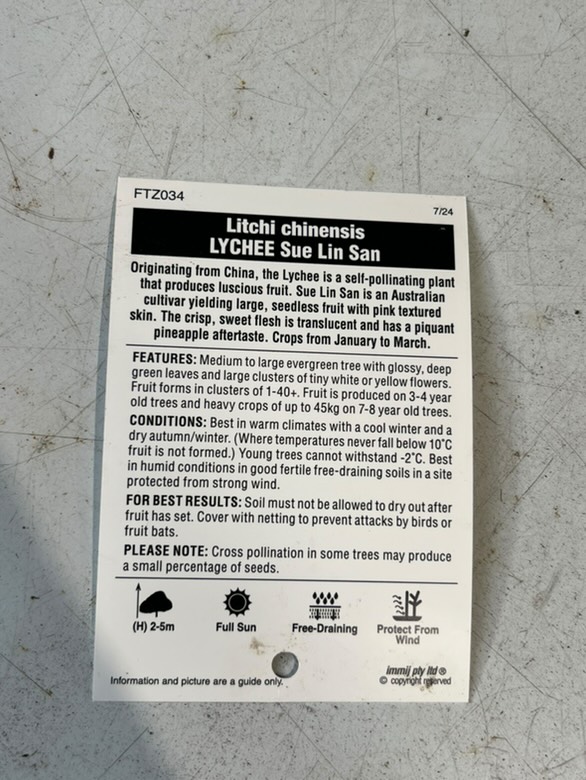 FTZ034
7/24
Litchi chinensis
LYCHEE Sue Lin San
Originating from China, the Lychee is a self-pollinating plant
that produces luscious fruit. Sue Lin San is an Australian
cultivar yielding large, seedless fruit with pink textured
skin. The crisp, sweet flesh is translucent and has a piquant
pineapple aftertaste. Crops from January to March.
FEATURES: Medium to large evergreen tree with glossy, deep
green leaves and large clusters of tiny white or yellow flowers.
Fruit forms in clusters of 1-40+. Fruit is produced on 3-4 year
old trees and heavy crops of up to 45kg on 7-8 year old trees.
CONDITIONS: Best in warm climates with a cool winter and a
dry autumn/winter. (Where temperatures never fall below 10°C
fruit is not formed.) Young trees cannot withstand -2°C. Best
in humid conditions in good fertile free-draining soils in a site
protected from strong wind.
FOR BEST RESULTS: Soil must not be allowed to dry out after
fruit has set. Cover with netting to prevent attacks by birds or
fruit bats.
PLEASE NOTE: Cross pollination in some trees may produce
a small percentage of seeds.
(H) 2-5m
Full Sun
Free-Draining
Protect From
Wind
Information and picture are a guide only.
immij pty ltd ®
© copyright reserved